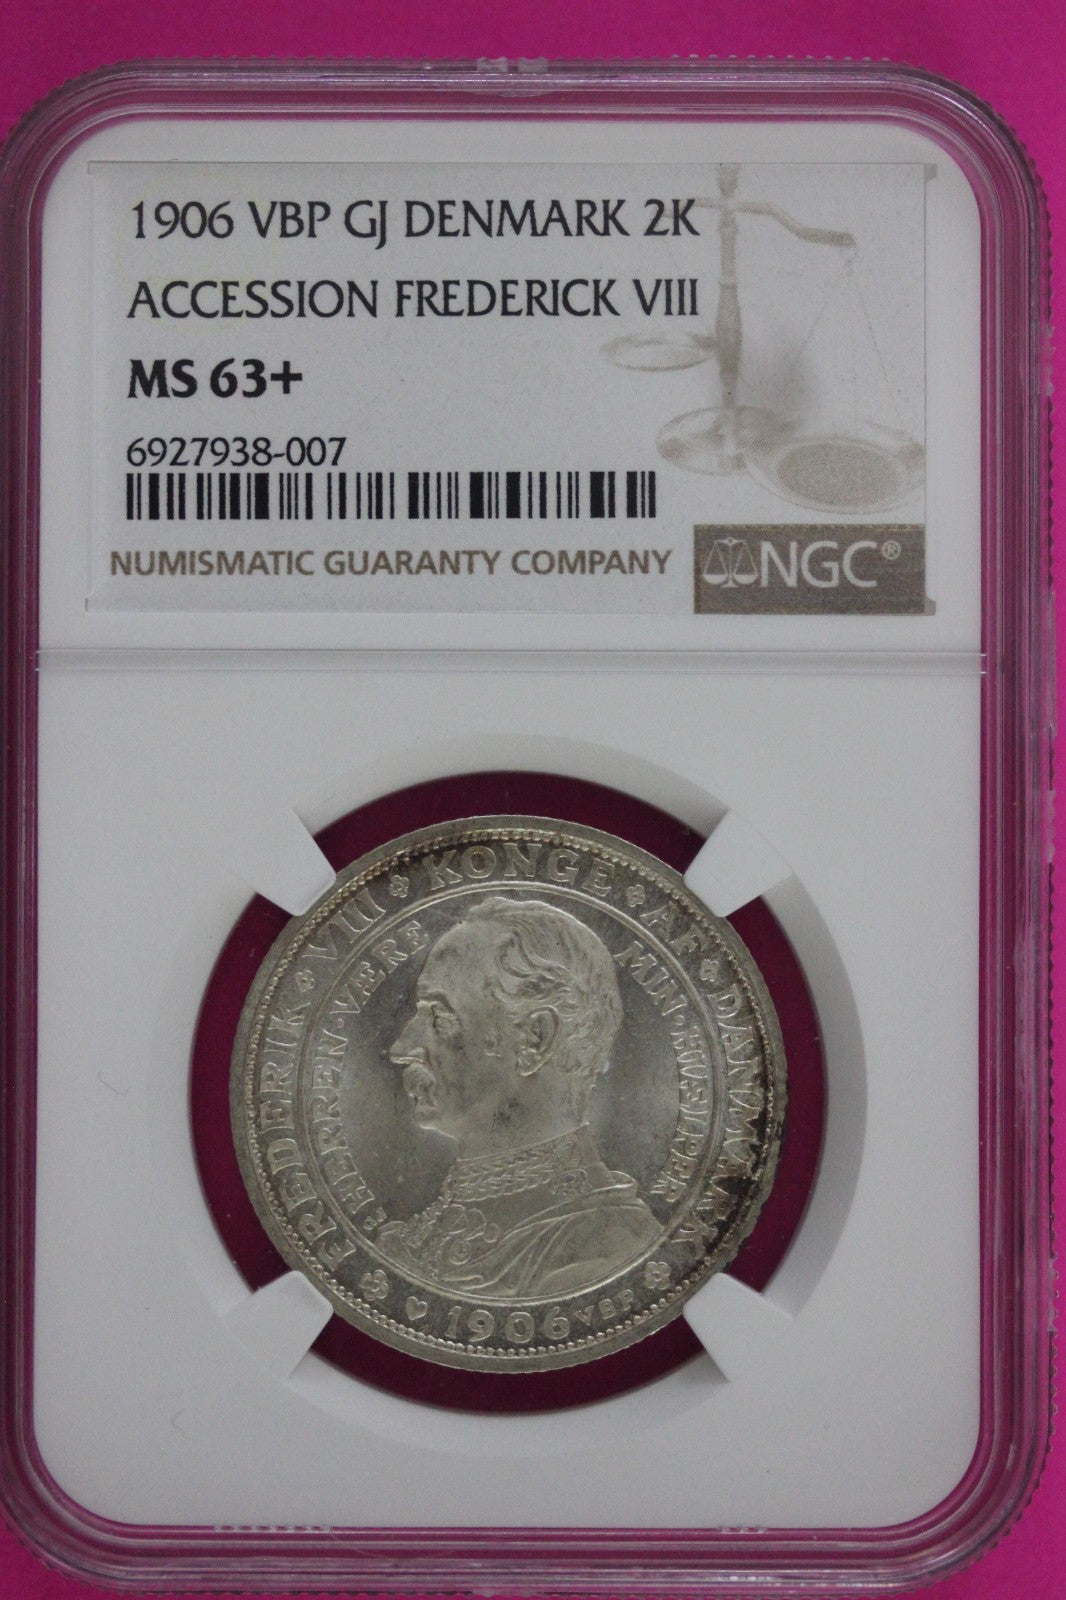 1906 VBP GJ DENMARK 2K
ACCESSION FREDERICK VIII
MS 63+
6927938-007
NUMISMATIC GUARANTY COMPANY
NGC®
FREDERIK VIII KONGE AF DANMARK
HERREN·VÆRE MIN·HJÆLPER
1906 VBP